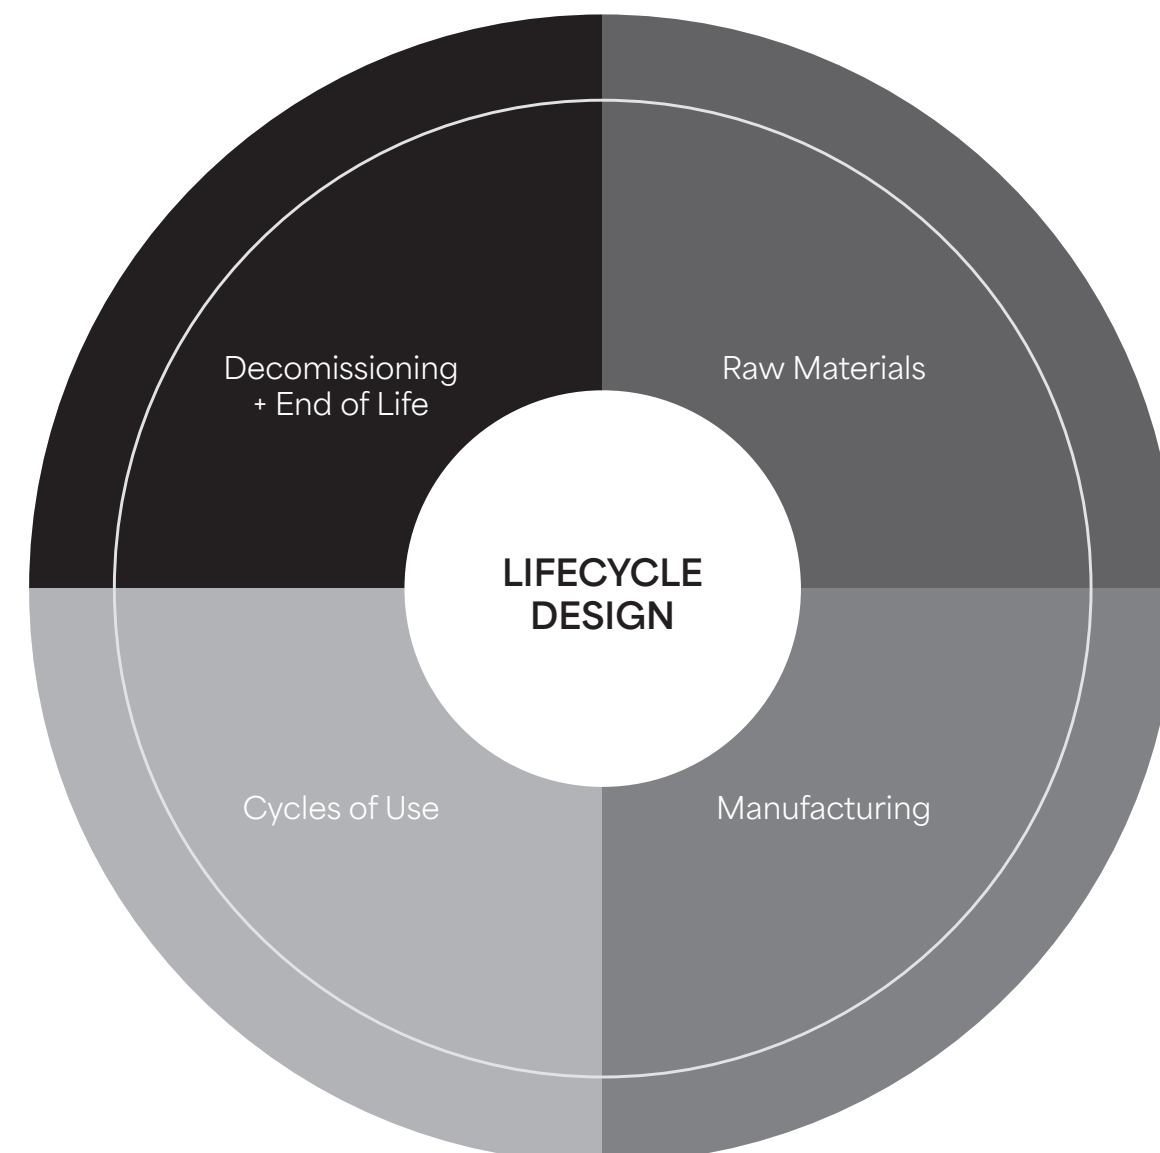 Decomissioning
+ End of Life
Raw Materials
LIFECYCLE
DESIGN
Cycles of Use
Manufacturing